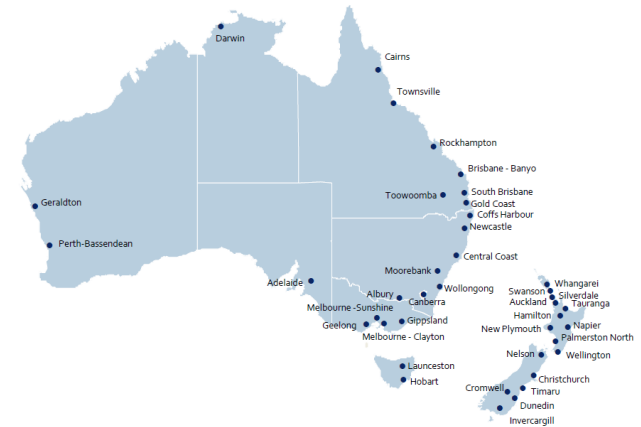 Darwin
Cairns
Townsville
Rockhampton
Brisbane - Banyo
Toowoomba
South Brisbane
Gold Coast
Geraldton
Coffs Harbour
Newcastle
Perth-Bassendean
Central Coast
Moorebank
Adelaide
Wollongong
Albury
Canberra
Melbourne -Sunshine
Geelong
Gippsland
Melbourne - Clayton
Launceston
Hobart
Whangarei
Swanson
Silverdale
Auckland
Tauranga
Hamilton
New Plymouth
Napier
Palmerston North
Nelson
Wellington
Christchurch
Cromwell
Timaru
Dunedin
Invercargill